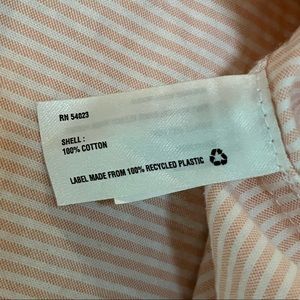 RN 54023
SHELL :
100% COTTON
LABEL MADE FROM 100% RECYCLED PLASTIC